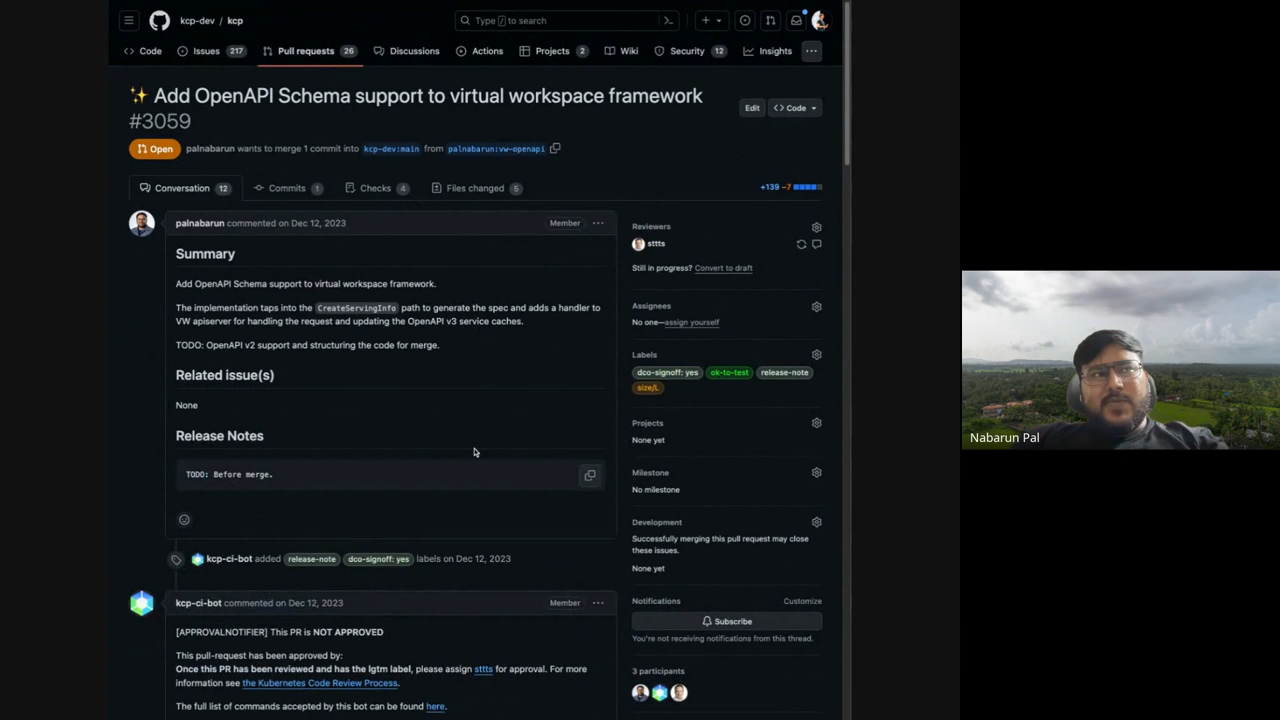 kcp-dev / kcp
Type / to search
Code Issues 217 Pull requests 26 Discussions Actions Projects 2 Wiki Security 12 Insights
✨ Add OpenAPI Schema support to virtual workspace framework
#3059
Edit
<> Code
Open palnabarun wants to merge 1 commit into kcp-dev:main from palnabarun:vw-openapi
Conversation 12 Commits 1 Checks 4 Files changed 5
+139 −7
palnabarun commented on Dec 12, 2023 Member
Summary
Add OpenAPI Schema support to virtual workspace framework.
The implementation taps into the CreateServingInfo path to generate the spec and adds a handler to
VW apiserver for handling the request and updating the OpenAPI v3 service caches.
TODO: OpenAPI v2 support and structuring the code for merge.
Related issue(s)
None
Release Notes
TODO: Before merge.
kcp-ci-bot added release-note dco-signoff: yes labels on Dec 12, 2023
kcp-ci-bot commented on Dec 12, 2023 Member
[APPROVALNOTIFIER] This PR is NOT APPROVED
This pull-request has been approved by:
Once this PR has been reviewed and has the lgtm label, please assign sttts for approval. For more
information see the Kubernetes Code Review Process.
The full list of commands accepted by this bot can be found here.
Reviewers
sttts
Still in progress? Convert to draft
Assignees
No one—assign yourself
Labels
dco-signoff: yes ok-to-test release-note
size/L
Projects
None yet
Milestone
No milestone
Development
Successfully merging this pull request may close
these issues.
None yet
Notifications Customize
Subscribe
You're not receiving notifications from this thread.
3 participants
Nabarun Pal